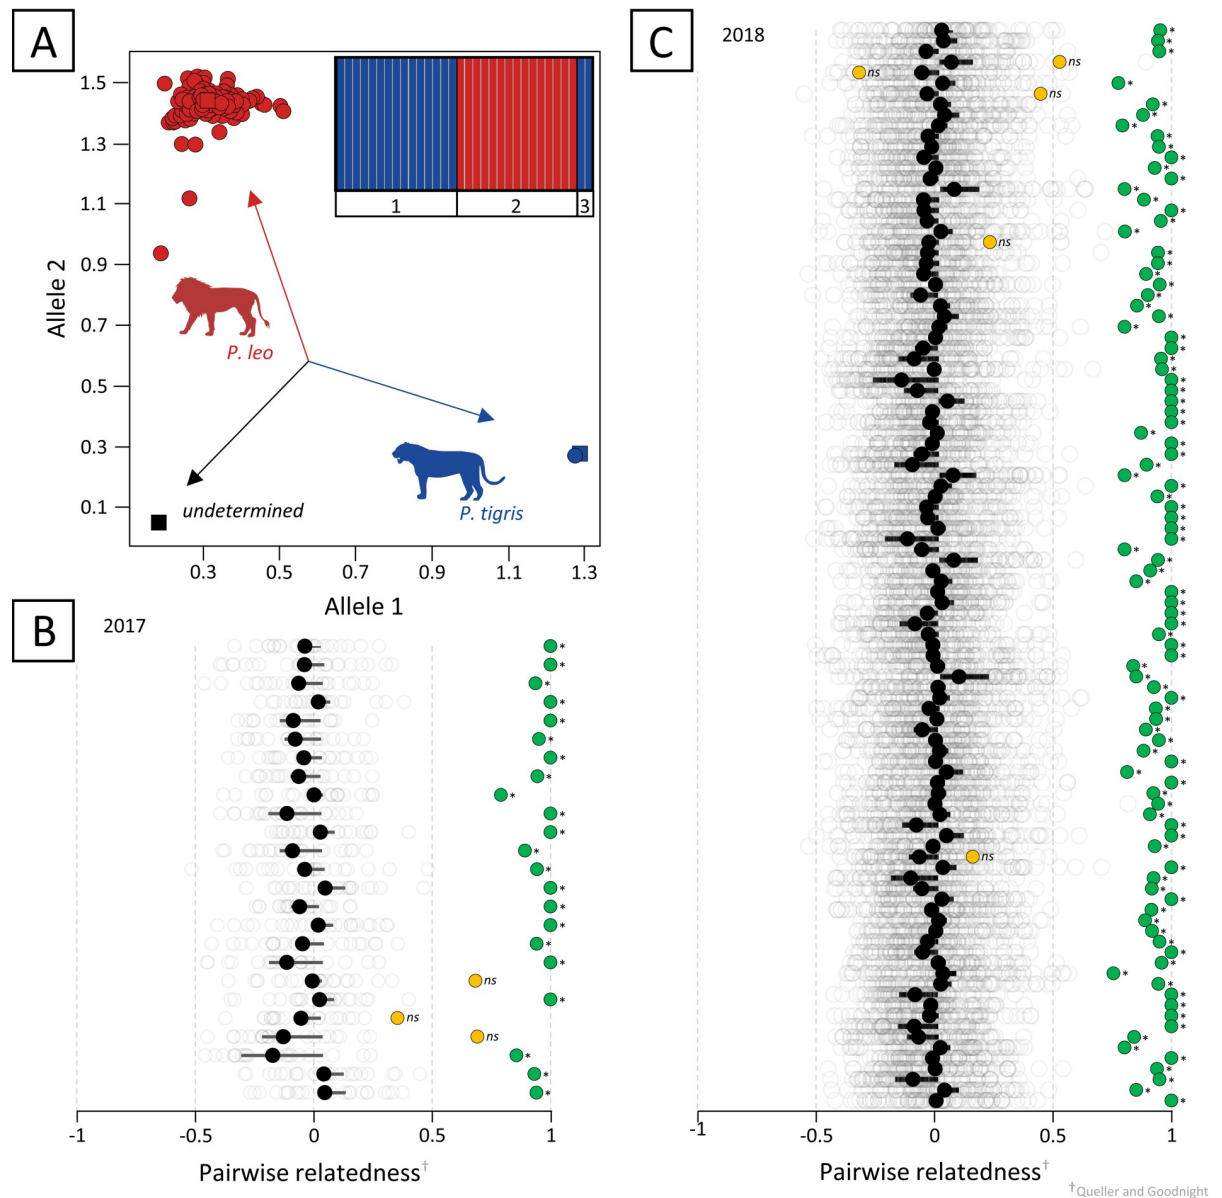 A
1.5
1.3
1.1
0.9
0.7
0.5
0.3
0.1
Allele 2
1 2 3
P. leo
P. tigris
undetermined
0.3 0.5 0.7 0.9 1.1 1.3
Allele 1
B
2017
ns
ns
ns
-1 -0.5 0 0.5 1
Pairwise relatedness†
C
2018
ns
ns
ns
ns
ns
-1 -0.5 0 0.5 1
Pairwise relatedness†
†Queller and Goodnight